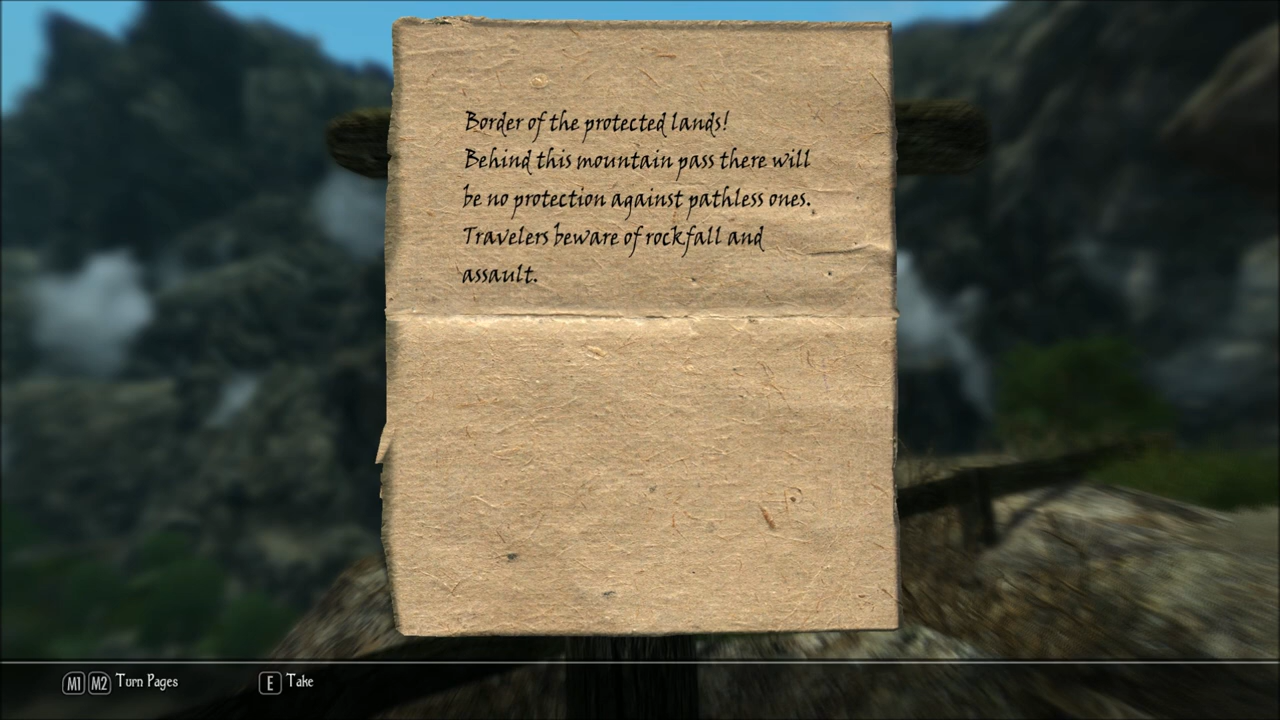 Border of the protected lands!
Behind this mountain pass there will
be no protection against pathless ones.
Travelers beware of rockfall and
assault.
M1 M2 Turn Pages E Take